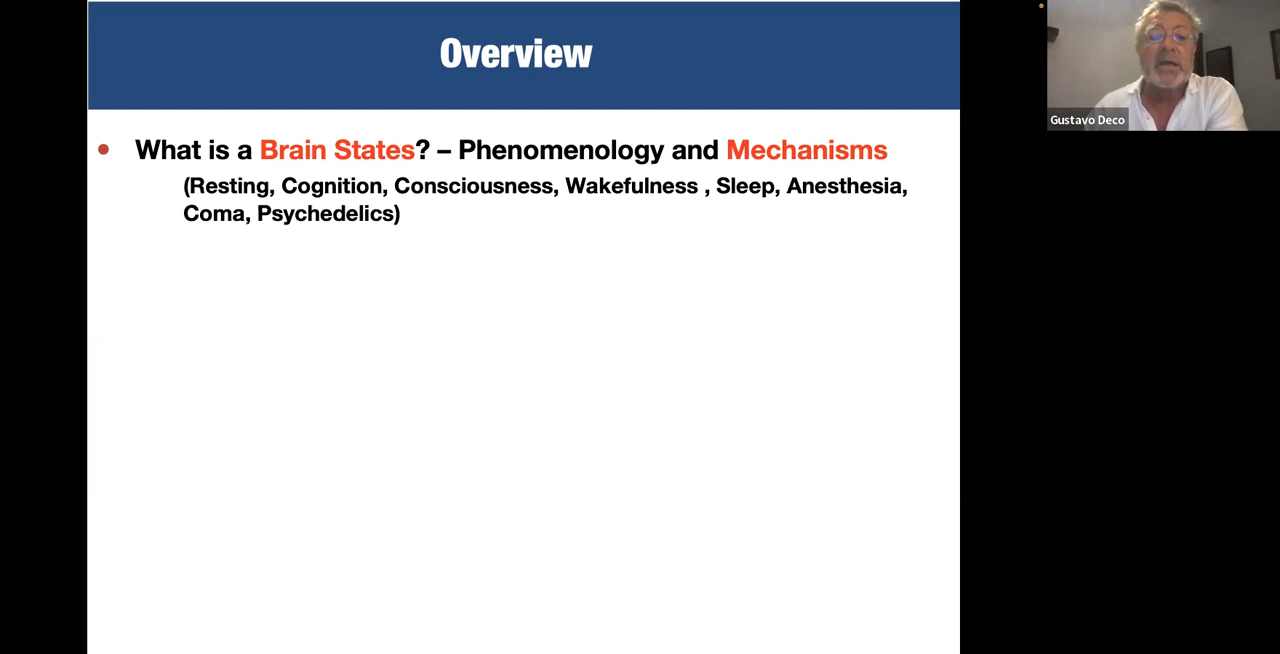 Overview
• What is a Brain States? – Phenomenology and Mechanisms
(Resting, Cognition, Consciousness, Wakefulness , Sleep, Anesthesia,
Coma, Psychedelics)
Gustavo Deco